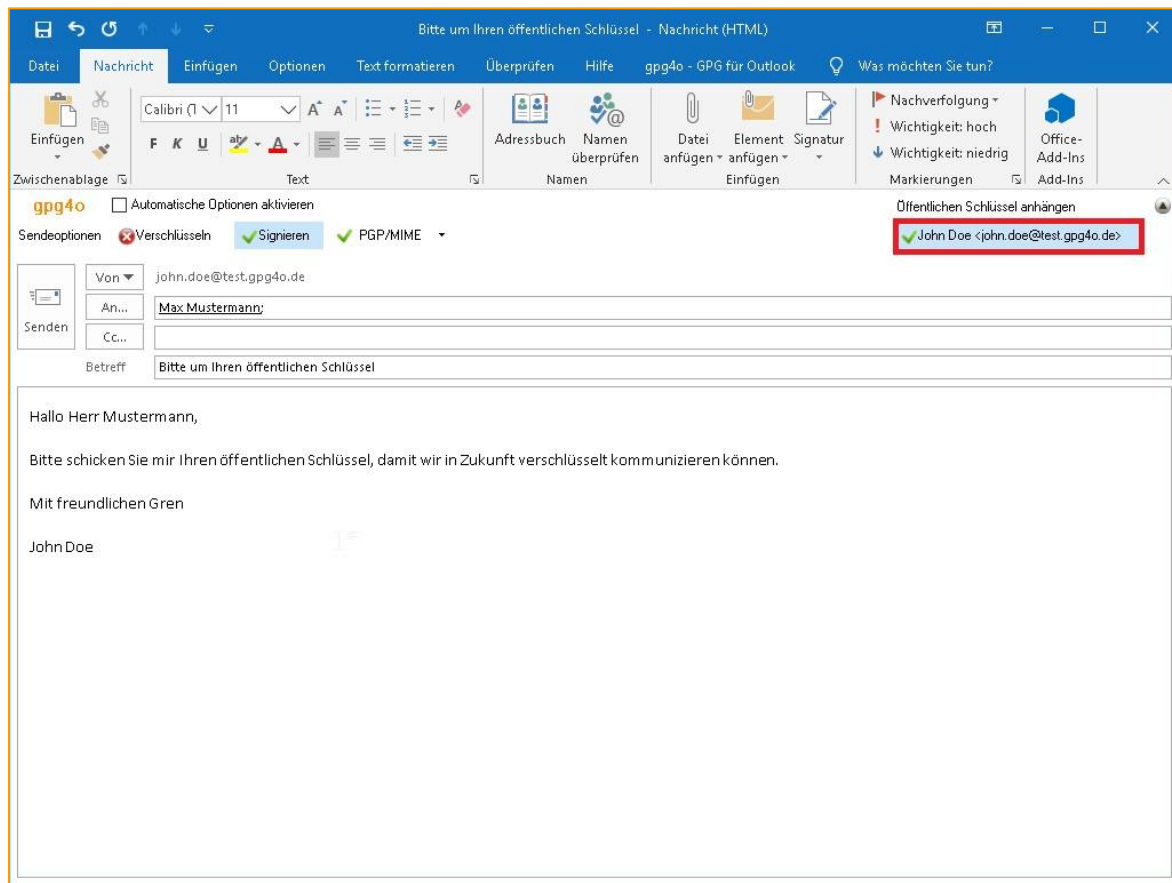 Bitte um Ihren öffentlichen Schlüssel - Nachricht (HTML)
Datei Nachricht Einfügen Optionen Text formatieren Überprüfen Hilfe gpg4o - GPG für Outlook Was möchten Sie tun?
Calibri (T 11
Einfügen
F K U
Adressbuch
Namen überprüfen
Datei anfügen
Element anfügen
Signatur
Nachverfolgung
Wichtigkeit: hoch
Wichtigkeit: niedrig
Office-Add-Ins
Zwischenablage Text Namen Einfügen Markierungen Add-Ins
gpg4o Automatische Optionen aktivieren Öffentlichen Schlüssel anhängen
Sendeoptionen Verschlüsseln Signieren PGP/MIME John Doe <john.doe@test.gpg4o.de>
Senden
Von john.doe@test.gpg4o.de
An... Max Mustermann;
Cc...
Betreff Bitte um Ihren öffentlichen Schlüssel
Hallo Herr Mustermann,
Bitte schicken Sie mir Ihren öffentlichen Schlüssel, damit wir in Zukunft verschlüsselt kommunizieren können.
Mit freundlichen Gren
John Doe